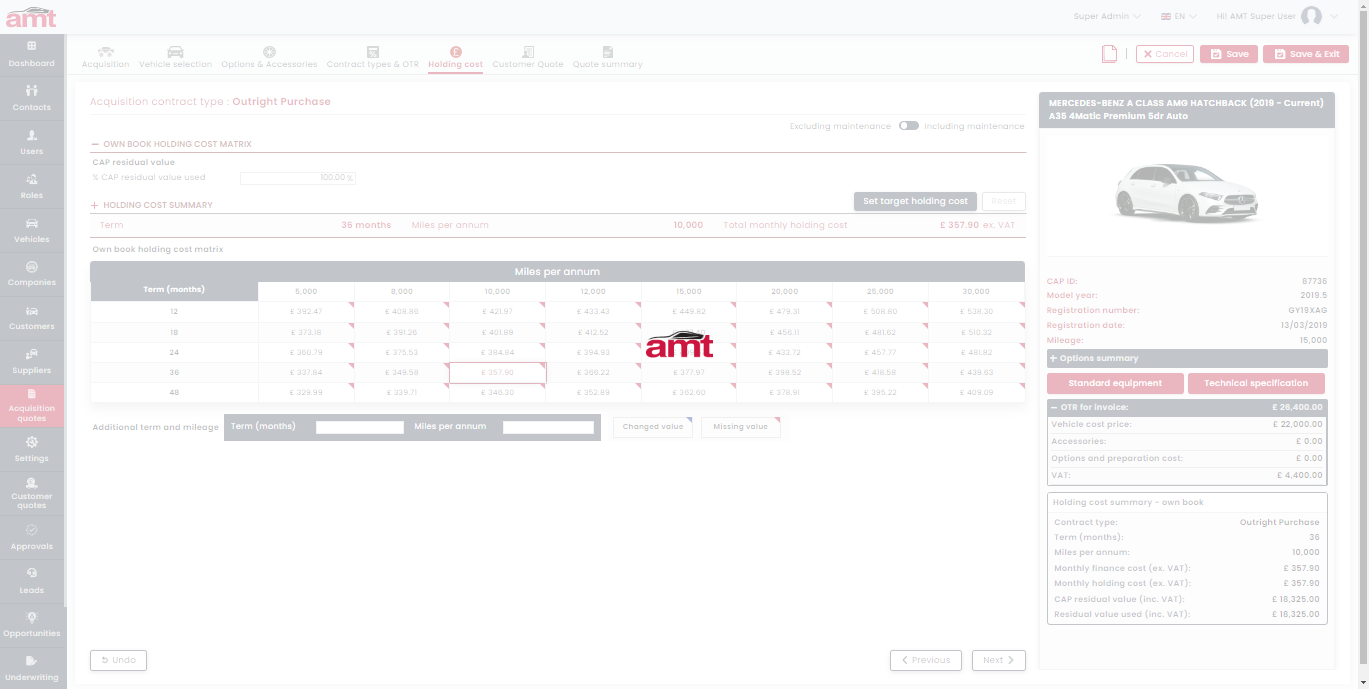 amt
Super Admin
EN
Hi! AMT Super User
Dashboard
Contacts
Users
Roles
Vehicles
Companies
Customers
Suppliers
Acquisition
quotes
Settings
Customer
quotes
Approvals
Leads
Opportunities
Underwriting
Acquisition
Vehicle selection
Options & Accessories
Contract types & OTR
Holding cost
Customer Quote
Quote summary
Cancel
Save
Save & Exit
Acquisition contract type : Outright Purchase
Excluding maintenance
Including maintenance
OWN BOOK HOLDING COST MATRIX
CAP residual value
% CAP residual value used 100.00 %
HOLDING COST SUMMARY
Set target holding cost
Reset
Term 36 months Miles per annum 10,000 Total monthly holding cost £ 357.90 ex. VAT
Own book holding cost matrix
Miles per annum
Term (months) 5,000 8,000 10,000 12,000 15,000 20,000 25,000 30,000
12 £ 392.47 £ 408.86 £ 421.97 £ 433.43 £ 449.82 £ 479.31 £ 508.80 £ 538.30
18 £ 373.18 £ 391.26 £ 401.89 £ 412.52 £ 456.11 £ 481.62 £ 510.32
24 £ 360.79 £ 376.53 £ 384.84 £ 394.93 £ 433.72 £ 457.77 £ 481.82
36 £ 337.84 £ 349.58 £ 357.90 £ 366.22 £ 377.97 £ 398.52 £ 418.58 £ 438.63
48 £ 329.99 £ 339.71 £ 346.30 £ 352.89 £ 362.60 £ 378.91 £ 395.22 £ 409.09
amt
Additional term and mileage
Term (months)
Miles per annum
Changed value
Missing value
Undo
Previous
Next
MERCEDES-BENZ A CLASS AMG HATCHBACK (2019 - Current)
A35 4Matic Premium 5dr Auto
CAP ID: 87736
Model year: 2019.5
Registration number: GY19XAG
Registration date: 13/03/2019
Mileage: 15,000
Options summary
Standard equipment
Technical specification
OTR for invoice: £ 26,400.00
Vehicle cost price: £ 22,000.00
Accessories: £ 0.00
Options and preparation cost: £ 0.00
VAT: £ 4,400.00
Holding cost summary - own book
Contract type: Outright Purchase
Term (months): 36
Miles per annum: 10,000
Monthly finance cost (ex. VAT): £ 357.90
Monthly holding cost (ex. VAT): £ 357.90
CAP residual value (inc. VAT): £ 18,325.00
Residual value used (inc. VAT): £ 18,325.00